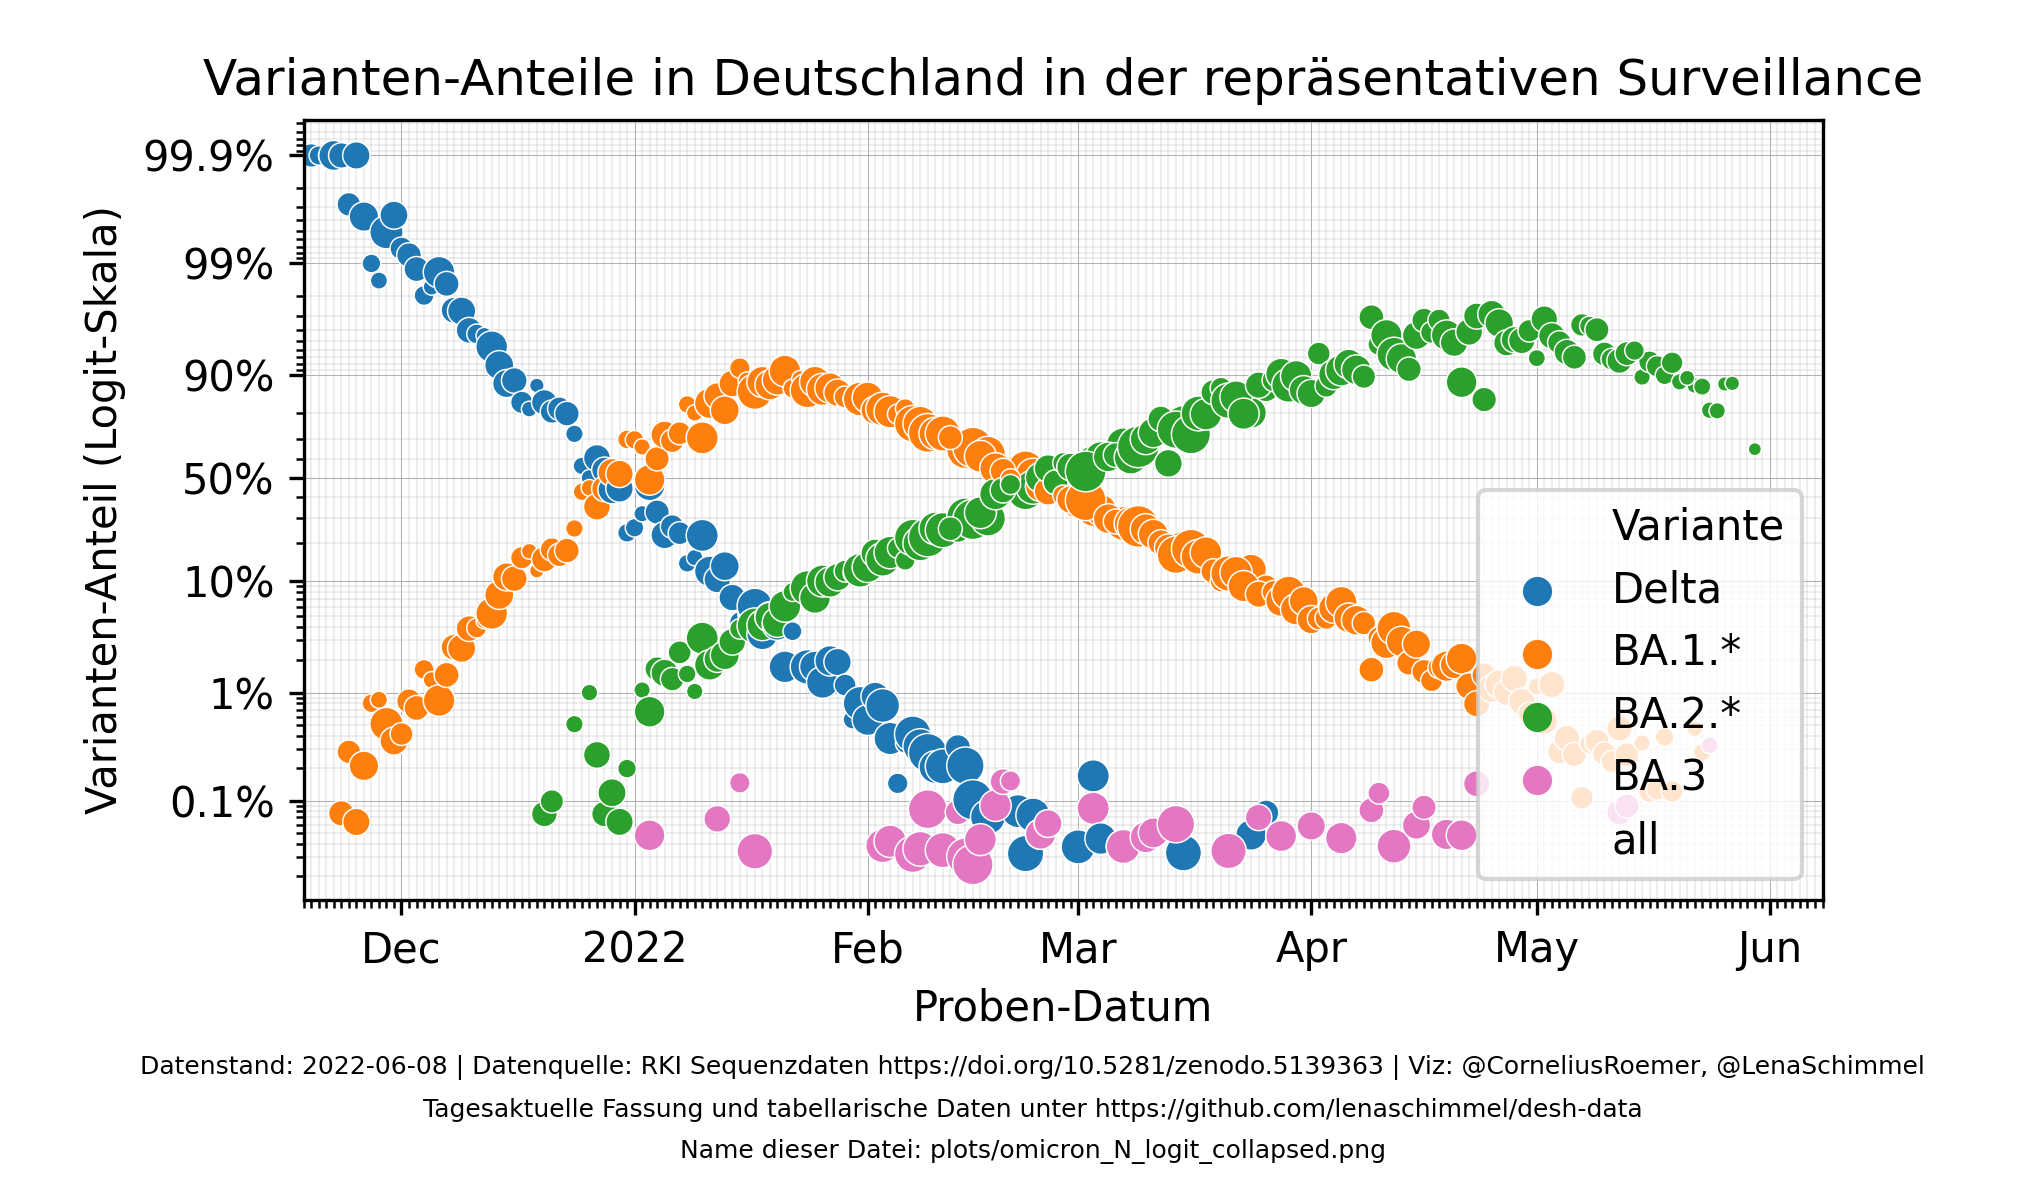 Varianten-Anteile in Deutschland in der repräsentativen Surveillance
Varianten-Anteil (Logit-Skala)
99.9%
99%
90%
50%
10%
1%
0.1%
Variante
Delta
BA.1.*
BA.2.*
BA.3
all
Dec 2022 Feb Mar Apr May Jun
Proben-Datum
Datenstand: 2022-06-08 | Datenquelle: RKI Sequenzdaten https://doi.org/10.5281/zenodo.5139363 | Viz: @CorneliusRoemer, @LenaSchimmel
Tagesaktuelle Fassung und tabellarische Daten unter https://github.com/lenaschimmel/desh-data
Name dieser Datei: plots/omicron_N_logit_collapsed.png